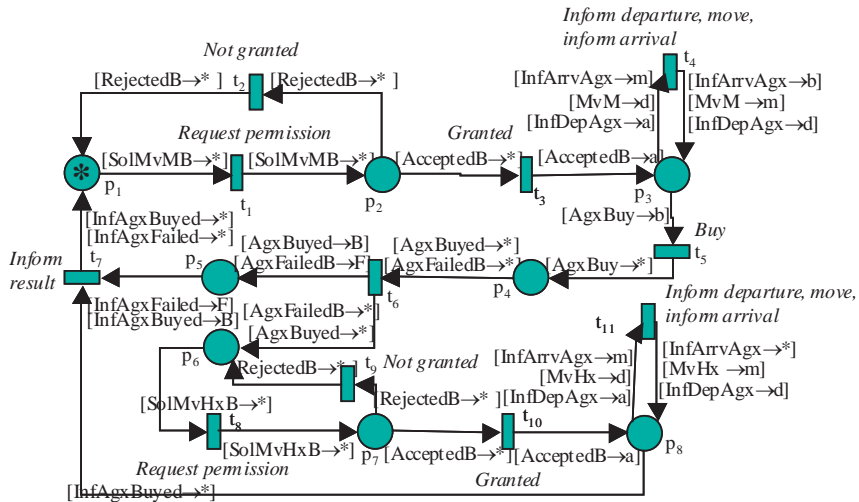 Inform departure, move,
inform arrival
Not granted
[RejectedB→* ] t2 [RejectedB→* ]
t4
[InfArrvAgx→m] [InfArrvAgx→b]
[MvM→d] [MvM→m]
[InfDepAgx→a] [InfDepAgx→d]
Request permission
Granted
*
[SolMvMB→*] [SolMvMB→*] [AcceptedB→*] [AcceptedB→a]
p1 t1 p2 t3 p3
[AgxBuy→b]
Buy
[InfAgxBuyed→*]
[InfAgxFailed→*]
t7
Inform
result
p5 [AgxBuyed→B] [AgxBuyed→*]
[AgxFailedB→F] [AgxFailedB→*] [AgxBuy→*] t5
t6 p4
[InfAgxFailed→F]
[InfAgxBuyed→B]
[AgxFailedB→*]
[AgxBuyed→*]
Inform departure, move,
inform arrival
t11
p6
t9 Not granted
RejectedB→* ]
[InfArrvAgx→m] [InfArrvAgx→*]
[MvHx→d] [MvHx →m]
[InfDepAgx→a] [InfDepAgx→d]
[SolMvHxB→*] [RejectedB→* ]
t8 t10
[SolMvHxB→*] p7 [AcceptedB→*] [AcceptedB→a] p8
Request permission Granted
[InfAgxBuyed→*]